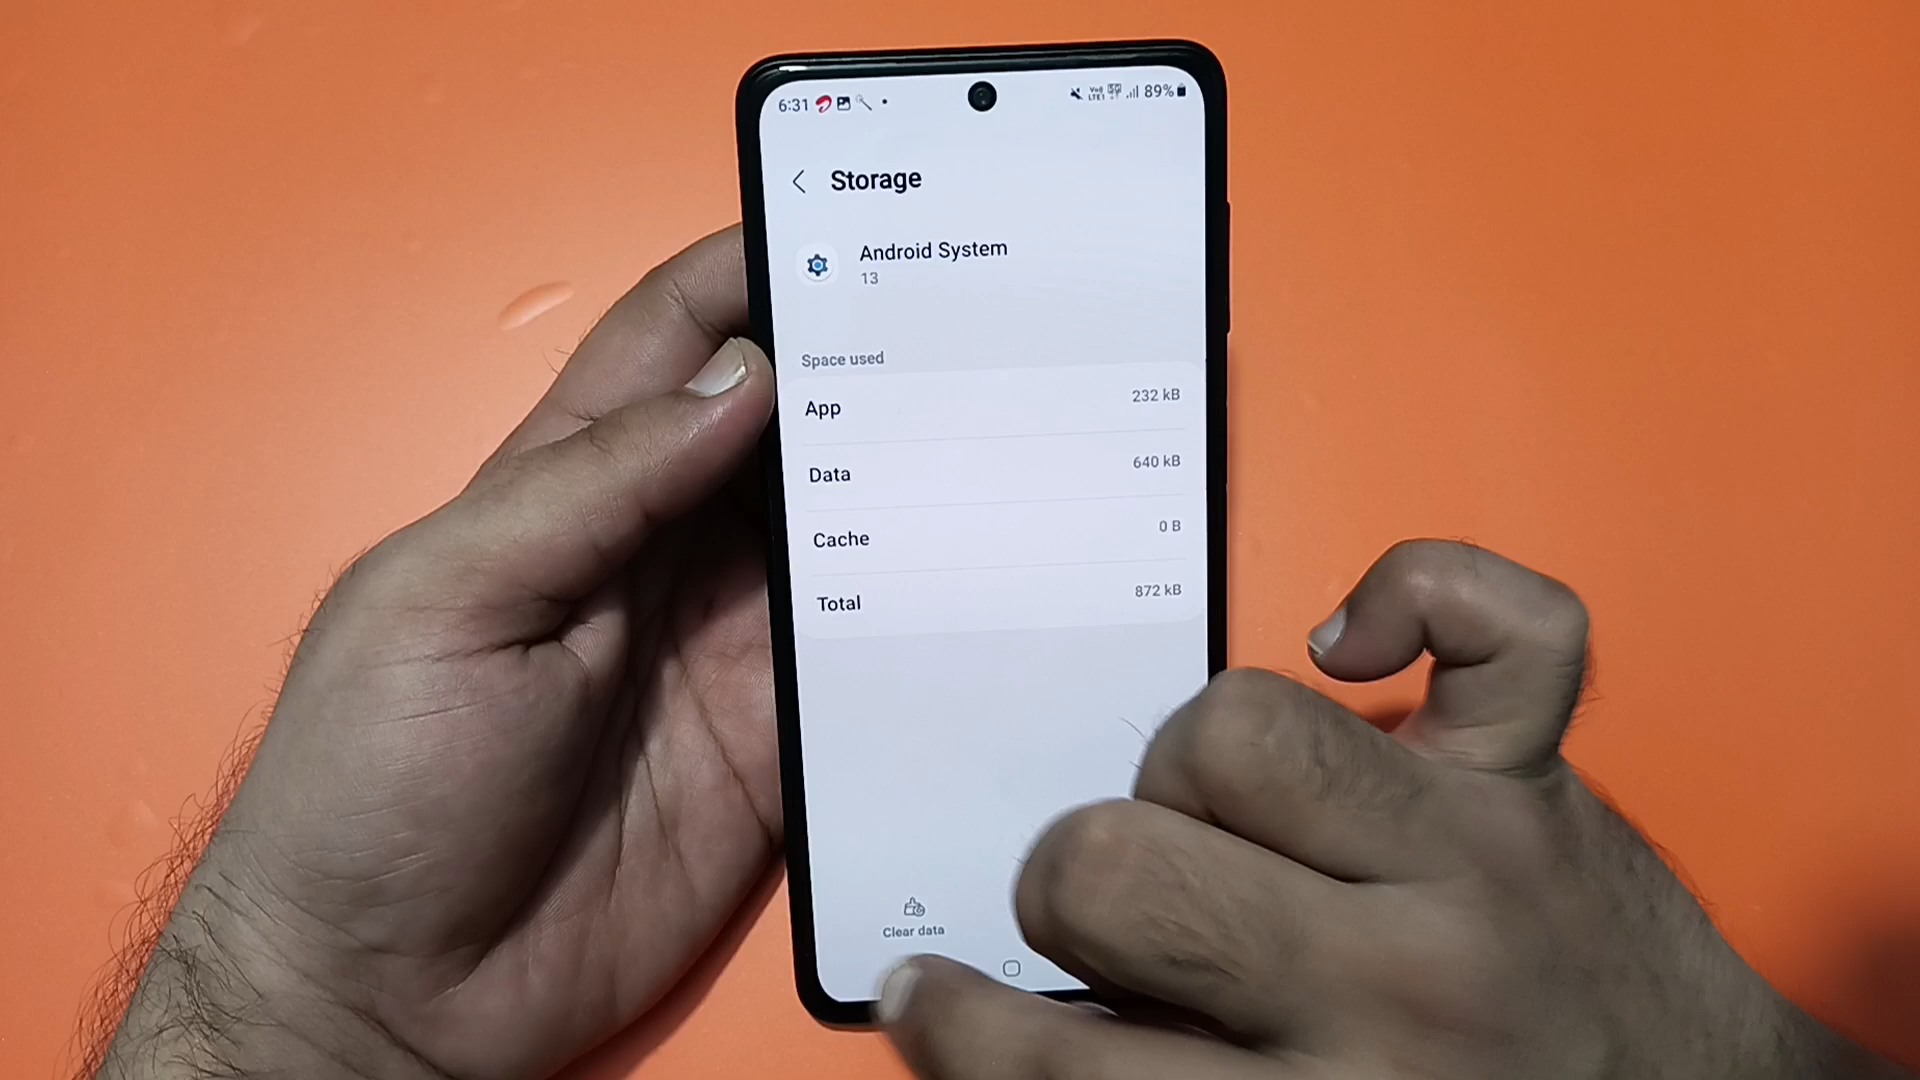 6:31
89%
Storage
Android System
13
Space used
App 232 kB
Data 640 kB
Cache 0 B
Total 872 kB
Clear data